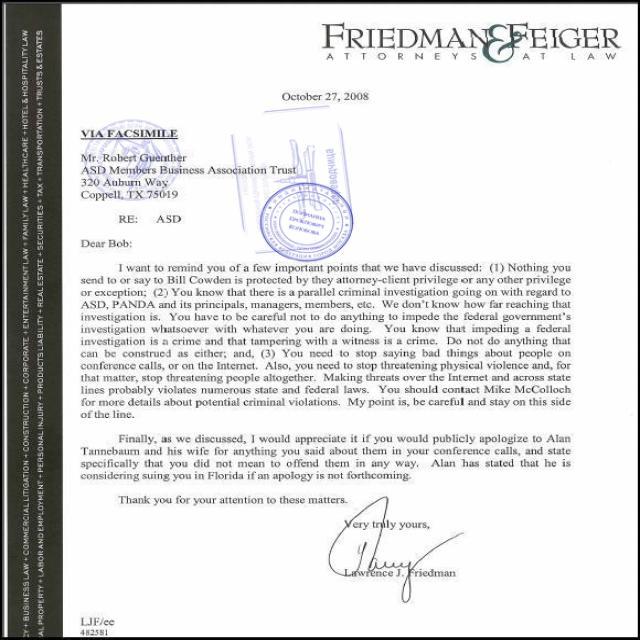 FRIEDMAN & FEIGER
ATTORNEYS AT LAW
October 27, 2008
VIA FACSIMILE
Mr. Robert Guenther
ASD Members Business Association Trust
320 Auburn Way
Coppell, TX 75019
RE: ASD
Dear Bob:
I want to remind you of a few important points that we have discussed: (1) Nothing you
send to or say to Bill Cowden is protected by they attorney-client privilege or any other privilege
or exception; (2) You know that there is a parallel criminal investigation going on with regard to
ASD, PANDA and its principals, managers, members, etc. We don't know how far reaching that
investigation is. You have to be careful not to do anything to impede the federal government's
investigation whatsoever with whatever you are doing. You know that impeding a federal
investigation is a crime and that tampering with a witness is a crime. Do not do anything that
can be construed as either; and, (3) You need to stop saying bad things about people on
conference calls, or on the Internet. Also, you need to stop threatening physical violence and, for
that matter, stop threatening people altogether. Making threats over the Internet and across state
lines probably violates numerous state and federal laws. You should contact Mike McColloch
for more details about potential criminal violations. My point is, be careful and stay on this side
of the line.
Finally, as we discussed, I would appreciate it if you would publicly apologize to Alan
Tannebaum and his wife for anything you said about them in your conference calls, and state
specifically that you did not mean to offend them in any way. Alan has stated that he is
considering suing you in Florida if an apology is not forthcoming.
Thank you for your attention to these matters.
Very truly yours,
Lawrence J. Friedman
LJF/ee
482581
BUSINESS LAW + COMMERCIAL LITIGATION + CONSTRUCTION + CORPORATE + ENTERTAINMENT LAW + FAMILY LAW + HEALTHCARE + HOTEL & HOSPITALITY LAW
AL PROPERTY + LABOR AND EMPLOYMENT + PERSONAL INJURY + PRODUCTS LIABILITY + REAL ESTATE + SECURITIES + TAX + TRANSPORTATION + TRUSTS & ESTATES